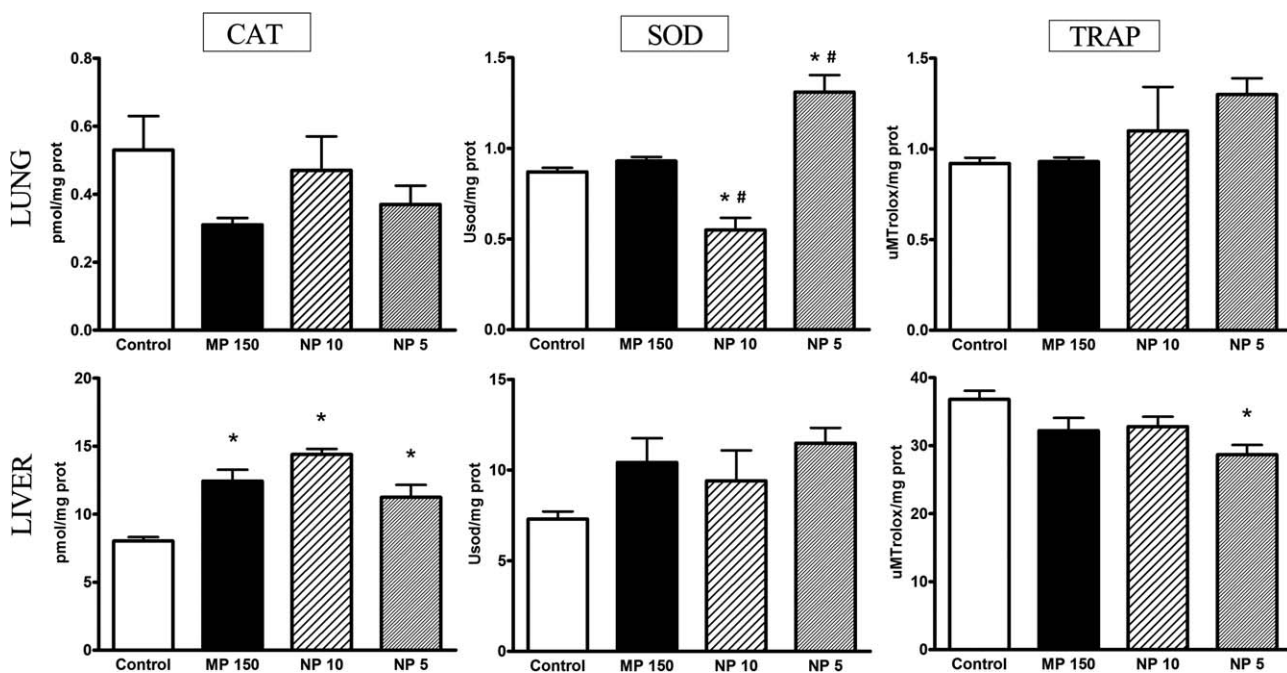 CAT
SOD
TRAP
LUNG
pmol/mg prot
0.8
0.6
0.4
0.2
0.0
Control MP 150 NP 10 NP 5
Usod/mg prot
1.5
1.0
0.5
0.0
* #
* #
Control MP 150 NP 10 NP 5
uMTrolox/mg prot
1.5
1.0
0.5
0.0
Control MP 150 NP 10 NP 5
LIVER
pmol/mg prot
20
15
10
5
0
*
*
*
Control MP 150 NP 10 NP 5
Usod/mg prot
15
10
5
0
Control MP 150 NP 10 NP 5
uMTrolox/mg prot
40
30
20
10
0
*
Control MP 150 NP 10 NP 5